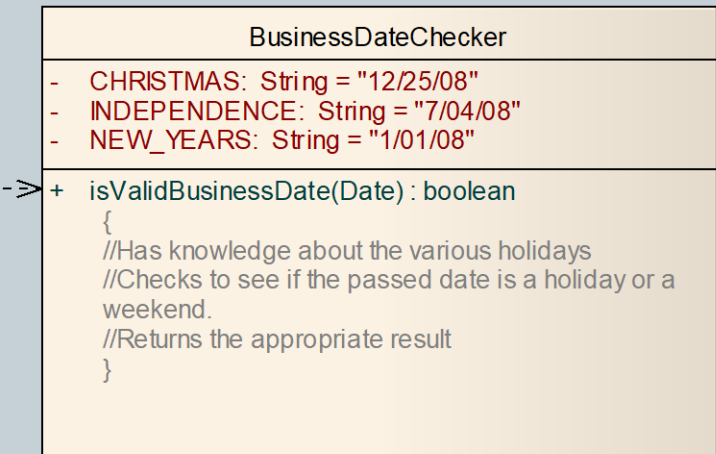 BusinessDateChecker
- CHRISTMAS: String = "12/25/08"
- INDEPENDENCE: String = "7/04/08"
- NEW_YEARS: String = "1/01/08"
+ isValidBusinessDate(Date) : boolean
{
//Has knowledge about the various holidays
//Checks to see if the passed date is a holiday or a
weekend.
//Returns the appropriate result
}